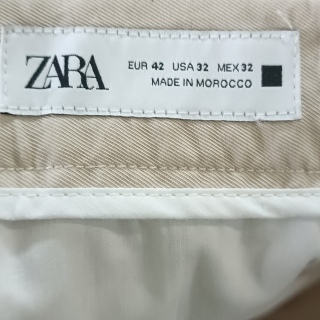 ZARA
EUR 42 USA 32 MEX 32
MADE IN MOROCCO